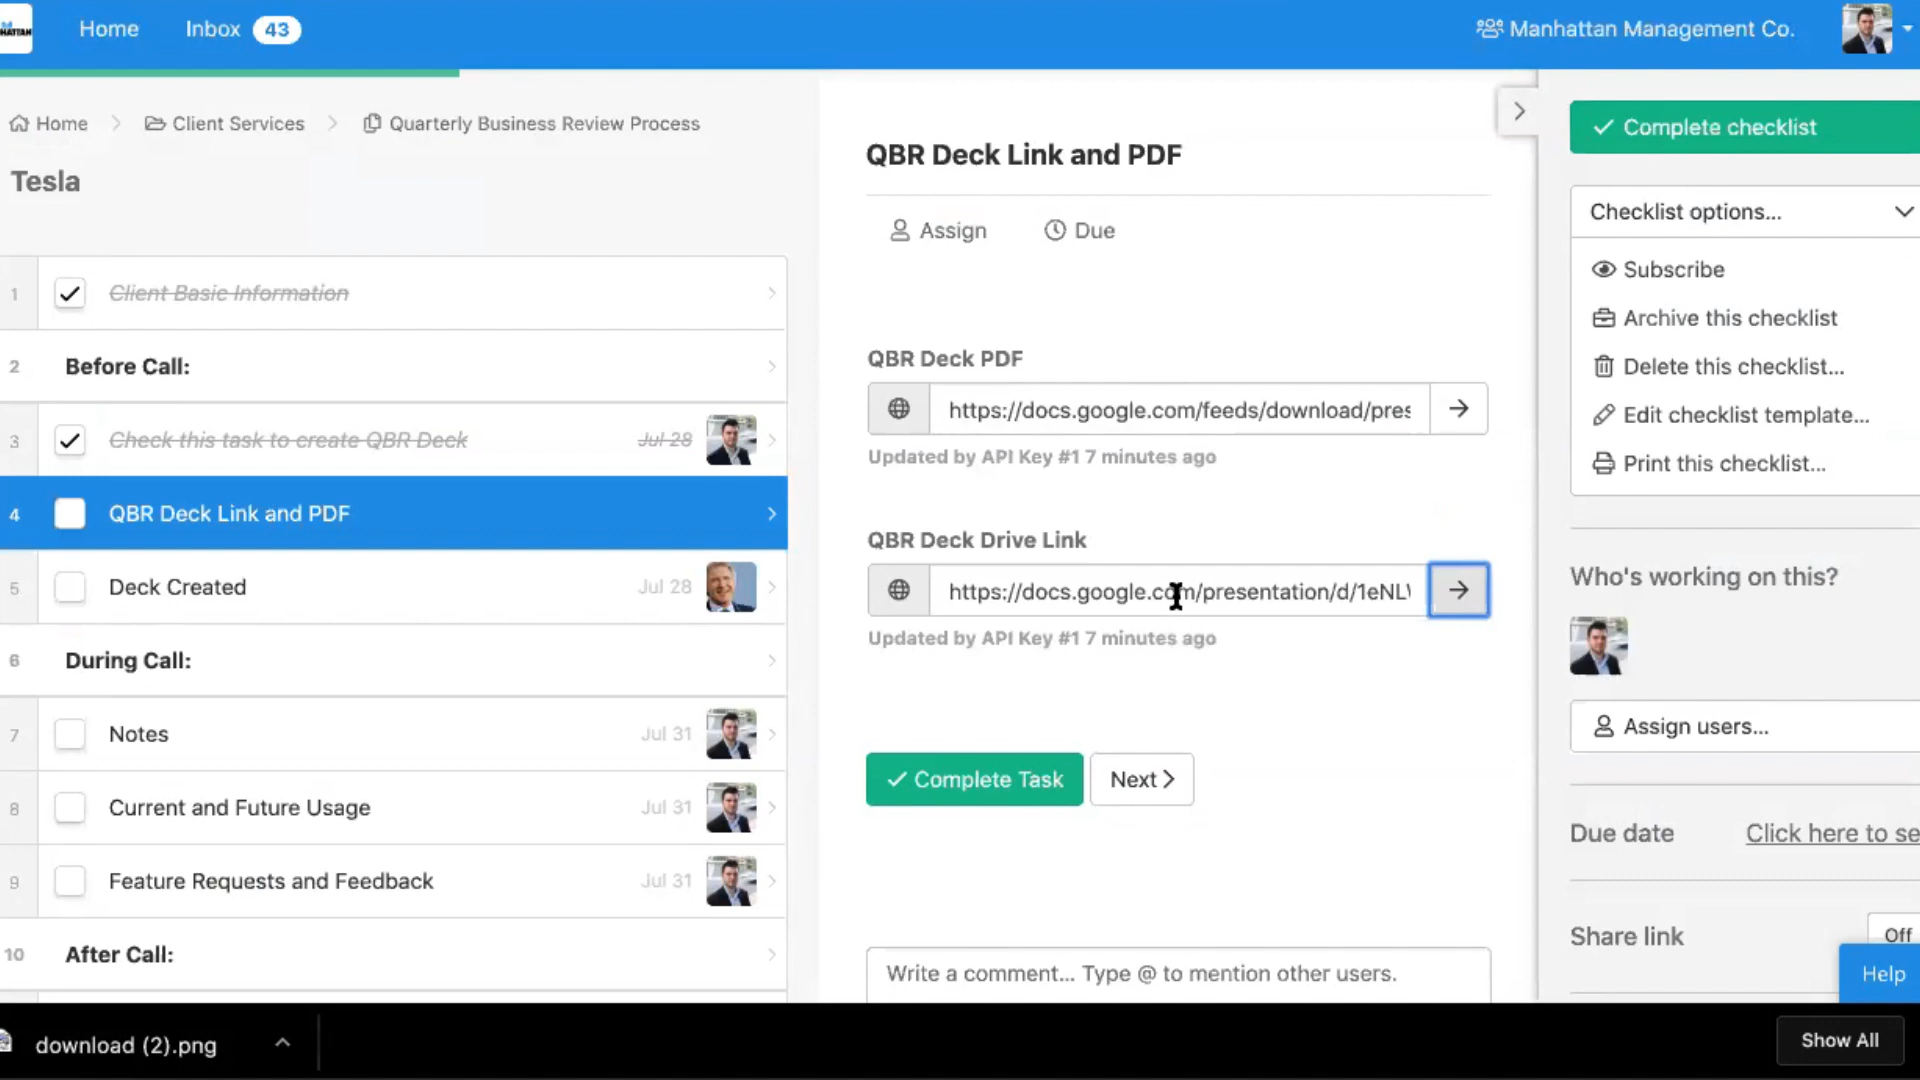 Home
Inbox 43
Manhattan Management Co.
Home
Client Services
Quarterly Business Review Process
Tesla
1 Client Basic Information
2 Before Call:
3 Check this task to create QBR Deck Jul 28
4 QBR Deck Link and PDF
5 Deck Created Jul 28
6 During Call:
7 Notes Jul 31
8 Current and Future Usage Jul 31
9 Feature Requests and Feedback Jul 31
10 After Call:
QBR Deck Link and PDF
Assign
Due
QBR Deck PDF
https://docs.google.com/feeds/download/pres
Updated by API Key #1 7 minutes ago
QBR Deck Drive Link
https://docs.google.com/presentation/d/1eNL
Updated by API Key #1 7 minutes ago
Complete Task
Next
Write a comment... Type @ to mention other users.
Complete checklist
Checklist options...
Subscribe
Archive this checklist
Delete this checklist...
Edit checklist template...
Print this checklist...
Who's working on this?
Assign users...
Due date Click here to se
Share link Off
Help
download (2).png
Show All